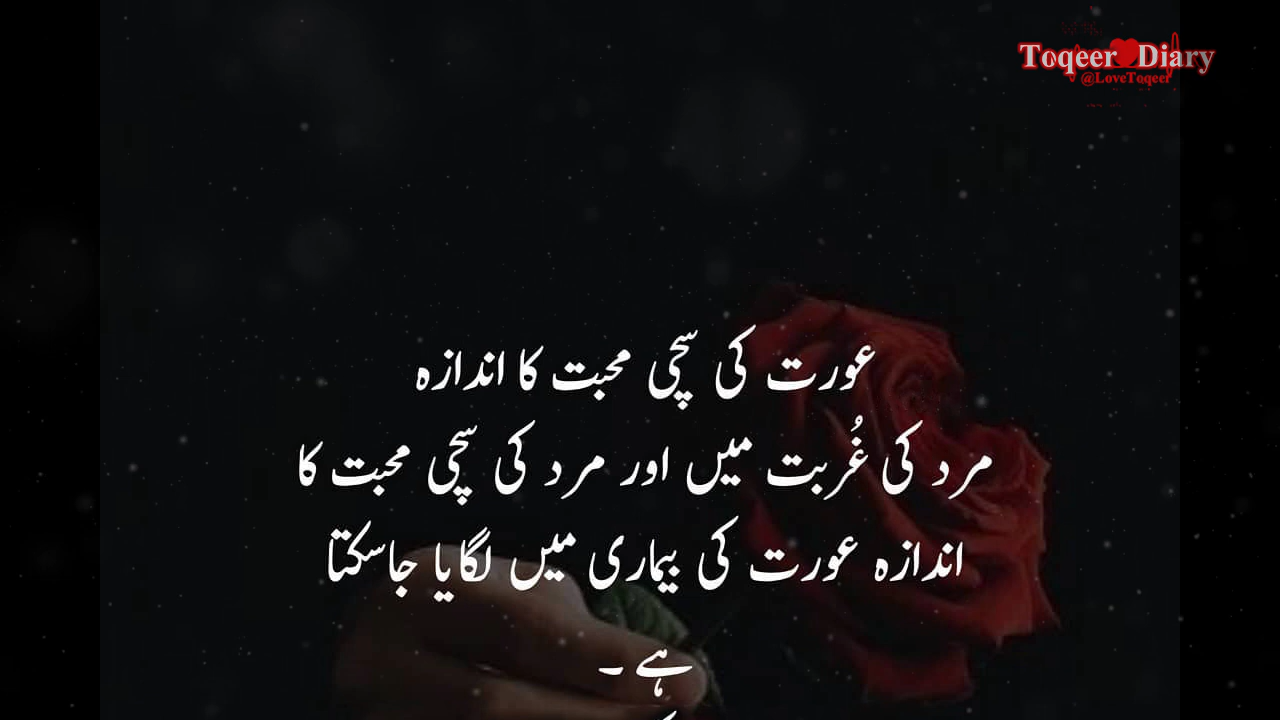 Toqeer Diary
@LoveToqeer
عورت کی سچی محبت کا اندازہ
مرد کی غُربت میں اور مرد کی سچی محبت کا
اندازہ عورت کی بیماری میں لگایا جاسکتا
ہے ۔